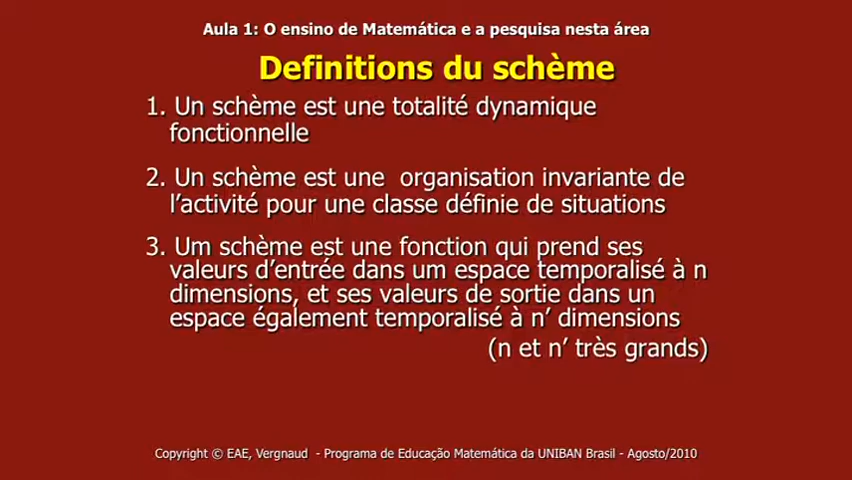 Aula 1: O ensino de Matemática e a pesquisa nesta área
Definitions du schème
1. Un schème est une totalité dynamique
fonctionnelle
2. Un schème est une organisation invariante de
l’activité pour une classe définie de situations
3. Um schème est une fonction qui prend ses
valeurs d’entrée dans um espace temporalisé à n
dimensions, et ses valeurs de sortie dans un
espace également temporalisé à n’ dimensions
(n et n’ très grands)
Copyright © EAE, Vergnaud - Programa de Educação Matemática da UNIBAN Brasil - Agosto/2010